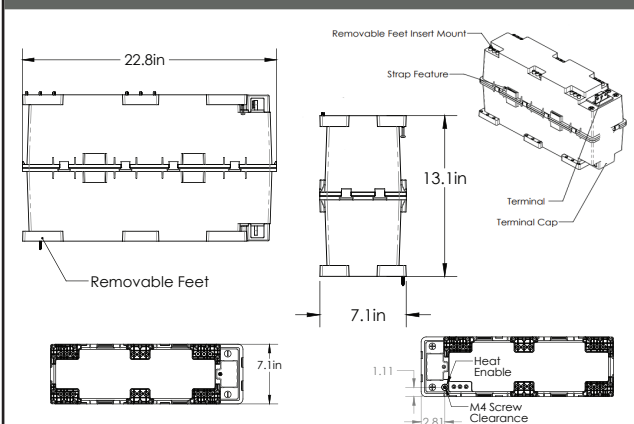 Removable Feet Insert Mount
22.8in
Strap Feature
13.1in
Terminal
Terminal Cap
Removable Feet
7.1in
7.1in
1.11
Heat
Enable
M4 Screw
Clearance
2.81